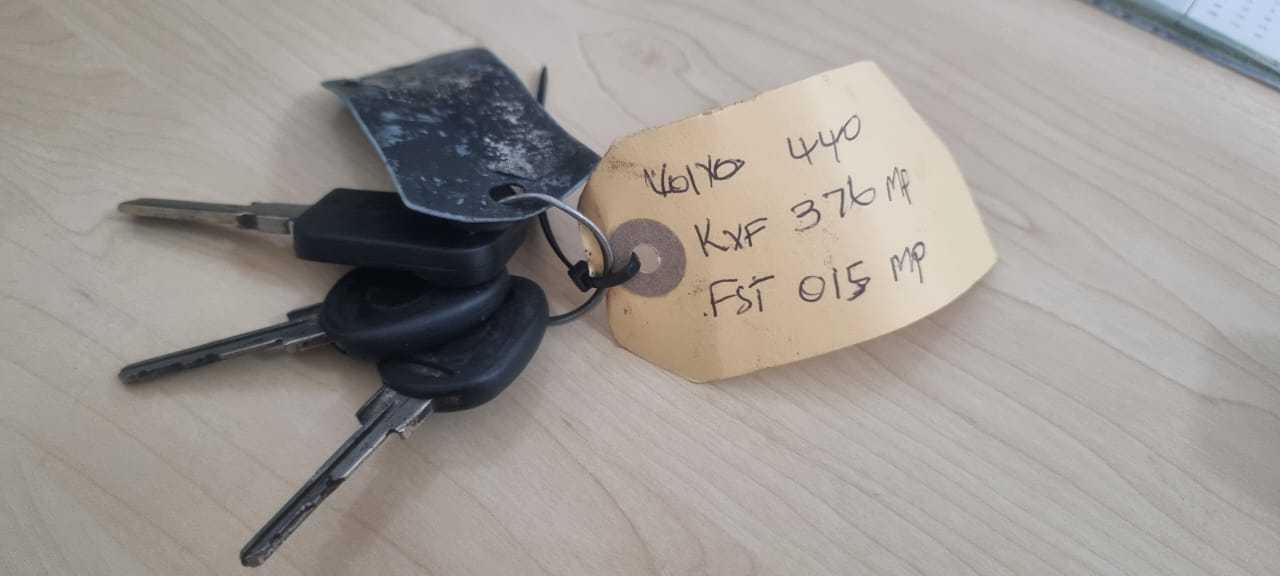 Volvo 440
KXF 376 MP
FST 015 MP